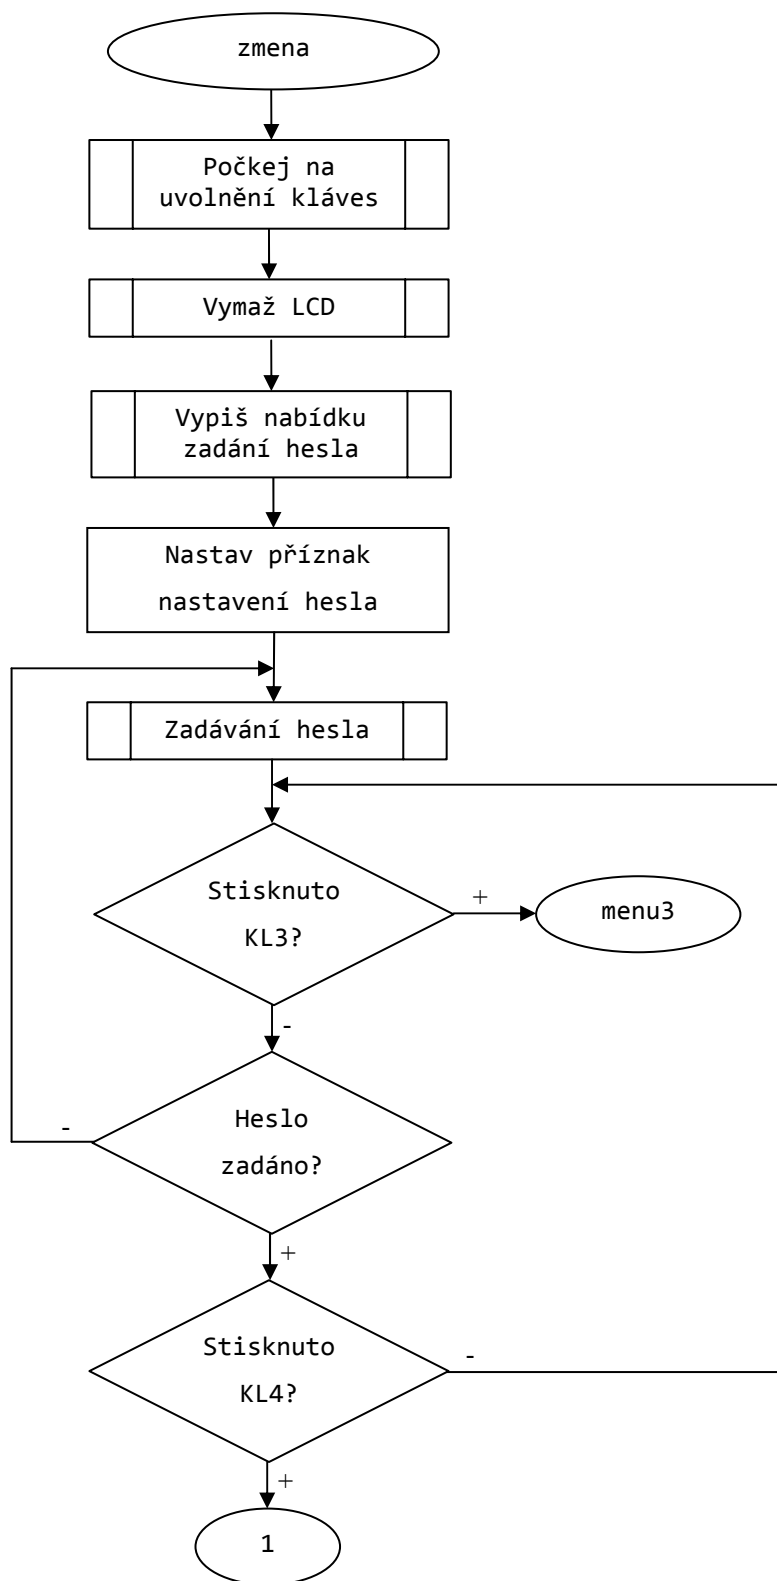 zmena
Počkej na
uvolnění kláves
Vymaž LCD
Vypiš nabídku
zadání hesla
Nastav příznak
nastavení hesla
Zadávání hesla
Stisknuto
KL3?
+
menu3
-
Heslo
zadáno?
-
+
Stisknuto
KL4?
-
+
1